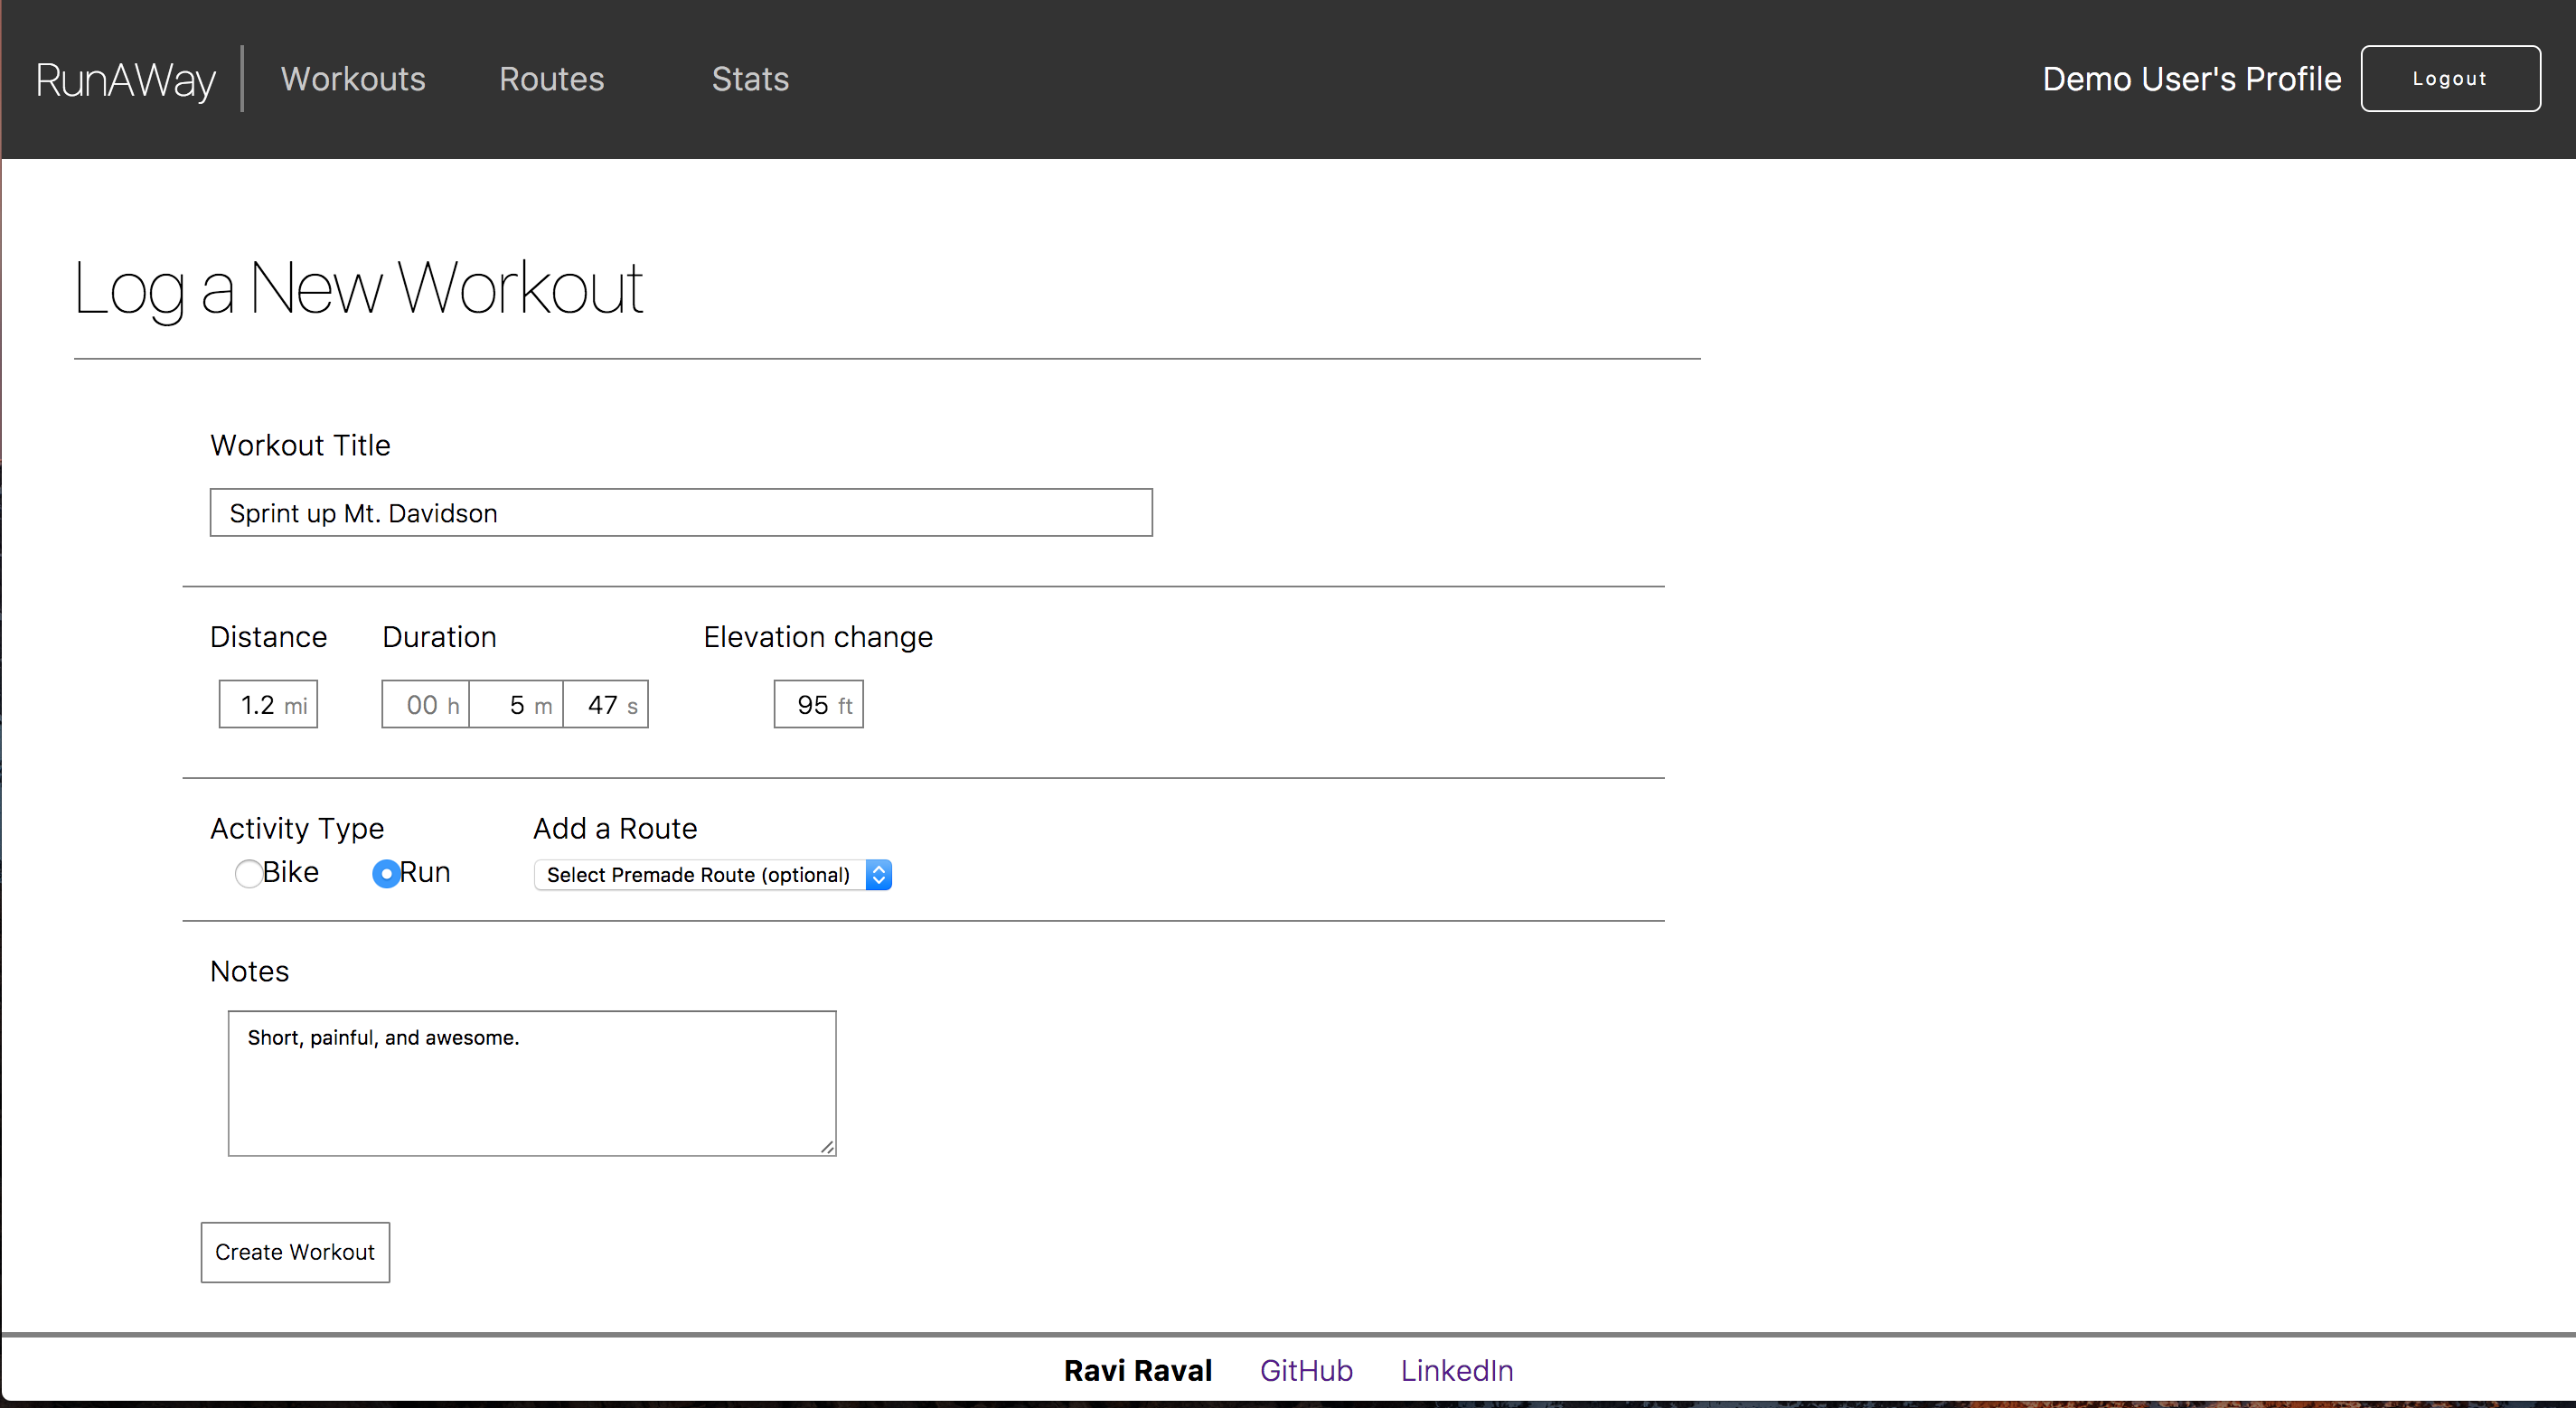 RunAWay Workouts Routes Stats Demo User's Profile Logout
Log a New Workout
Workout Title
Sprint up Mt. Davidson
Distance Duration Elevation change
1.2 mi 00 h 5 m 47 s 95 ft
Activity Type Add a Route
Bike Run Select Premade Route (optional)
Notes
Short, painful, and awesome.
Create Workout
Ravi Raval GitHub LinkedIn